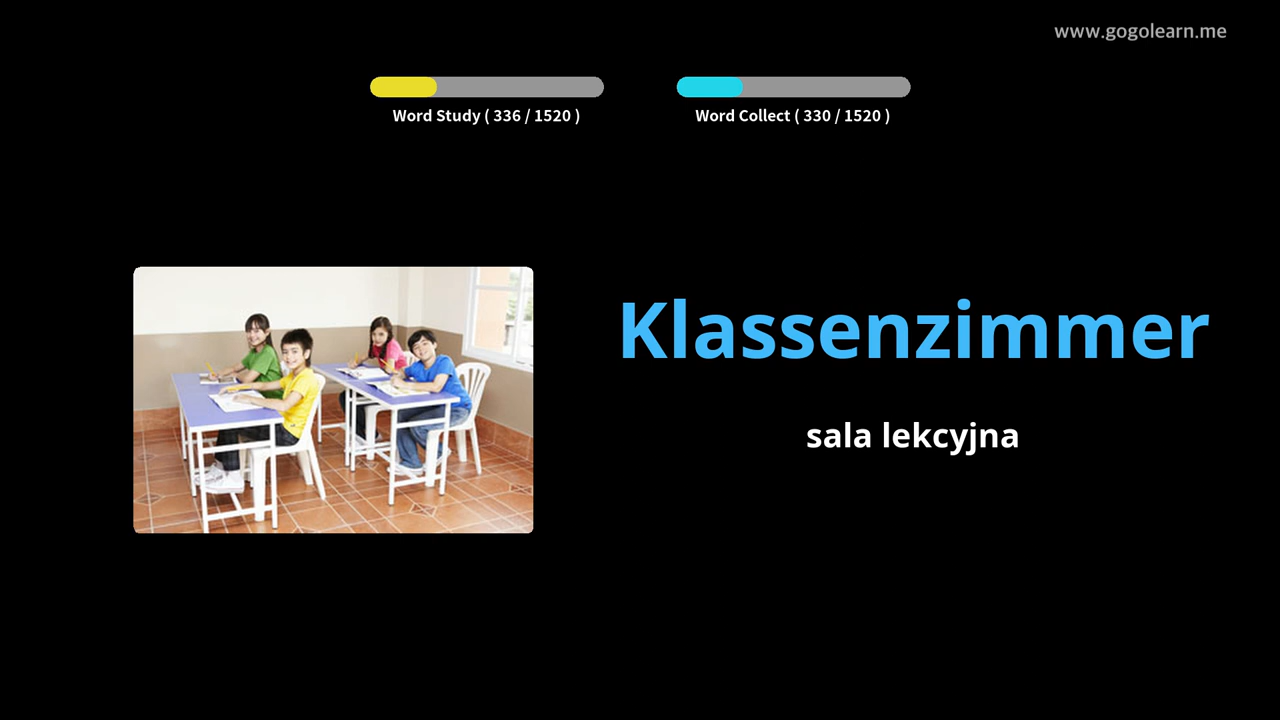 www.gogolearn.me
Word Study ( 336 / 1520 )
Word Collect ( 330 / 1520 )
Klassenzimmer
sala lekcyjna